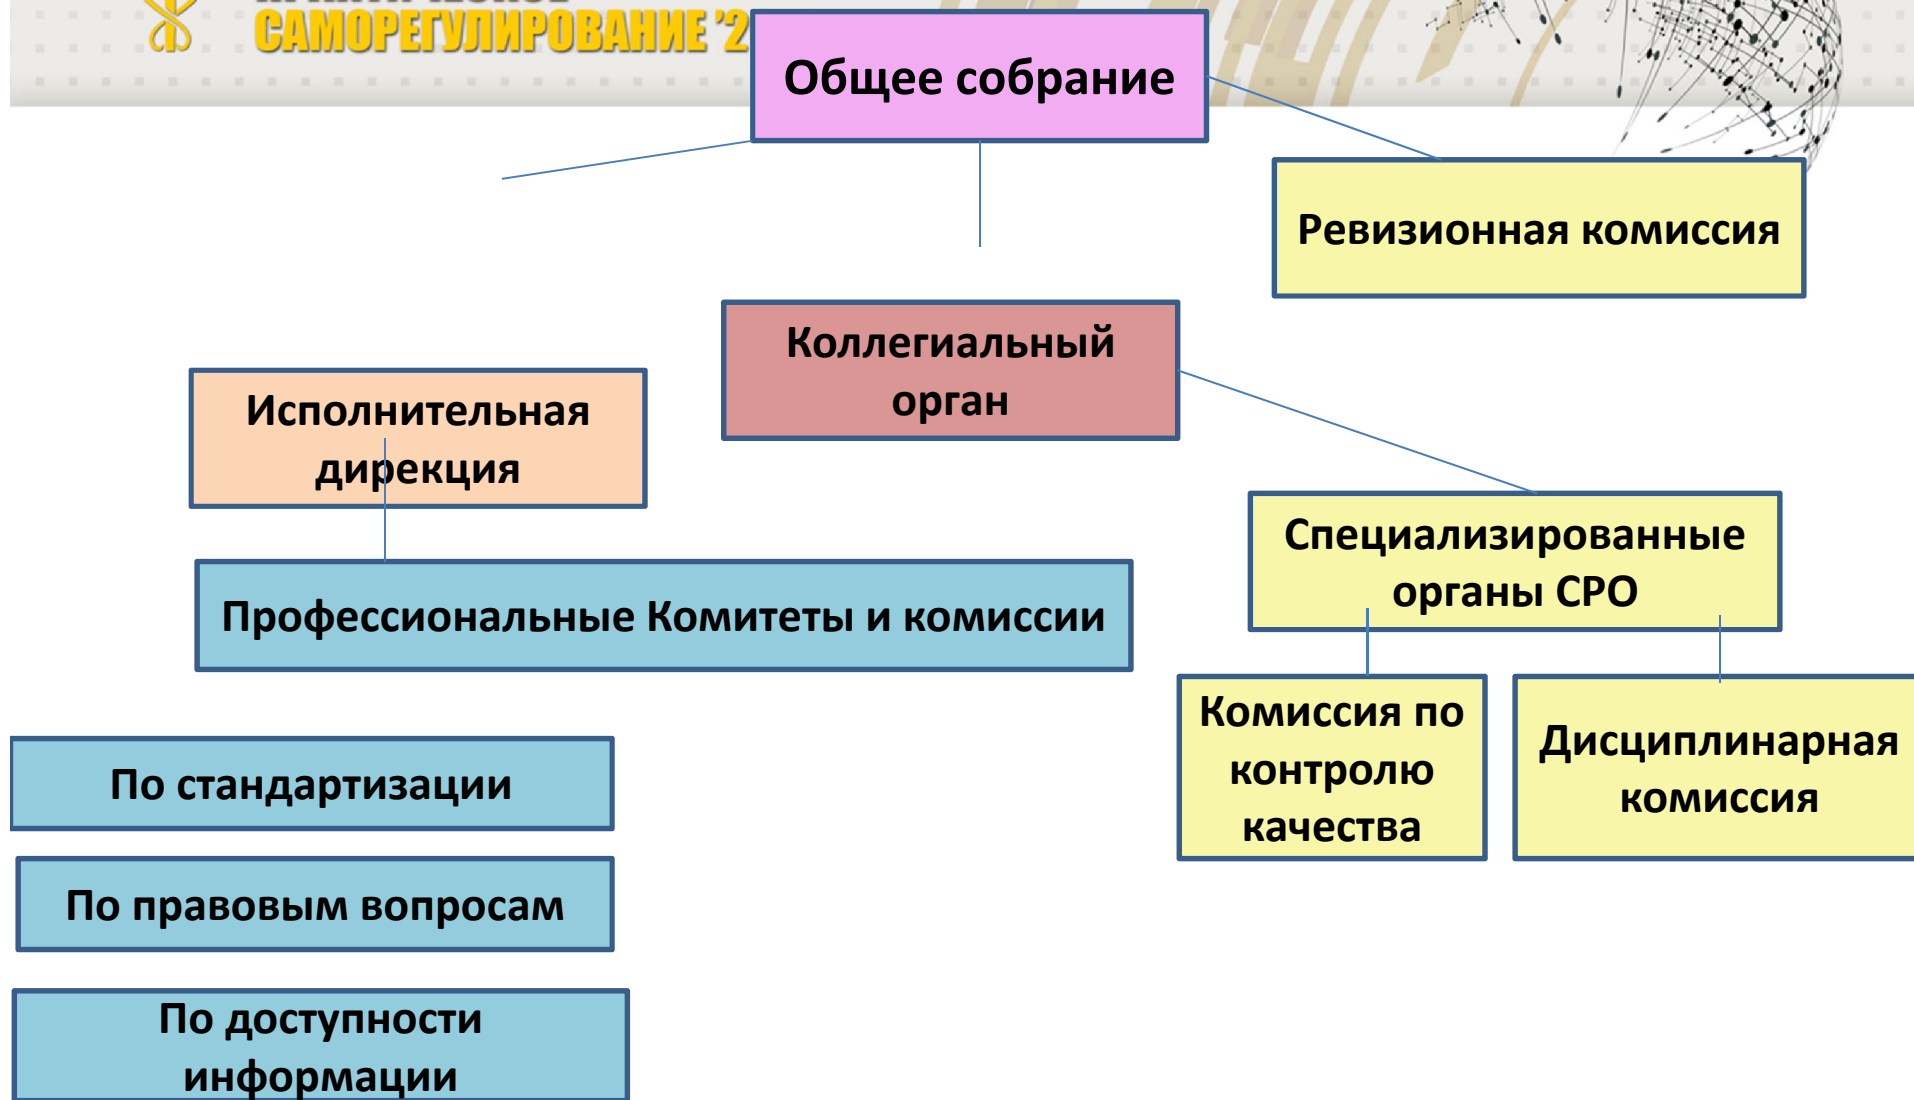 САМОРЕГУЛИРОВАНИЕ '2
Общее собрание
Ревизионная комиссия
Коллегиальный
орган
Исполнительная
дирекция
Специализированные
органы СРО
Профессиональные Комитеты и комиссии
Комиссия по
контролю
качества
Дисциплинарная
комиссия
По стандартизации
По правовым вопросам
По доступности
информации